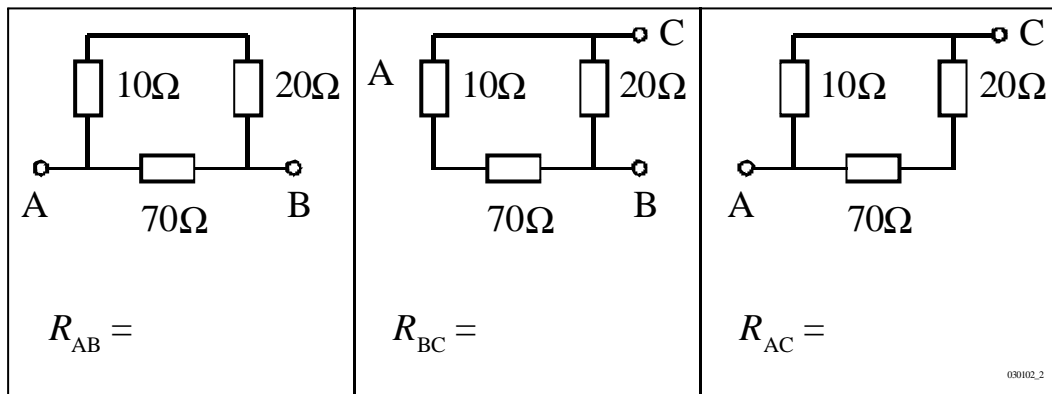 10Ω 20Ω
A B
70Ω
R_AB =
C
A 10Ω 20Ω
B
70Ω
R_BC =
C
10Ω 20Ω
A
70Ω
R_AC =
030102_2